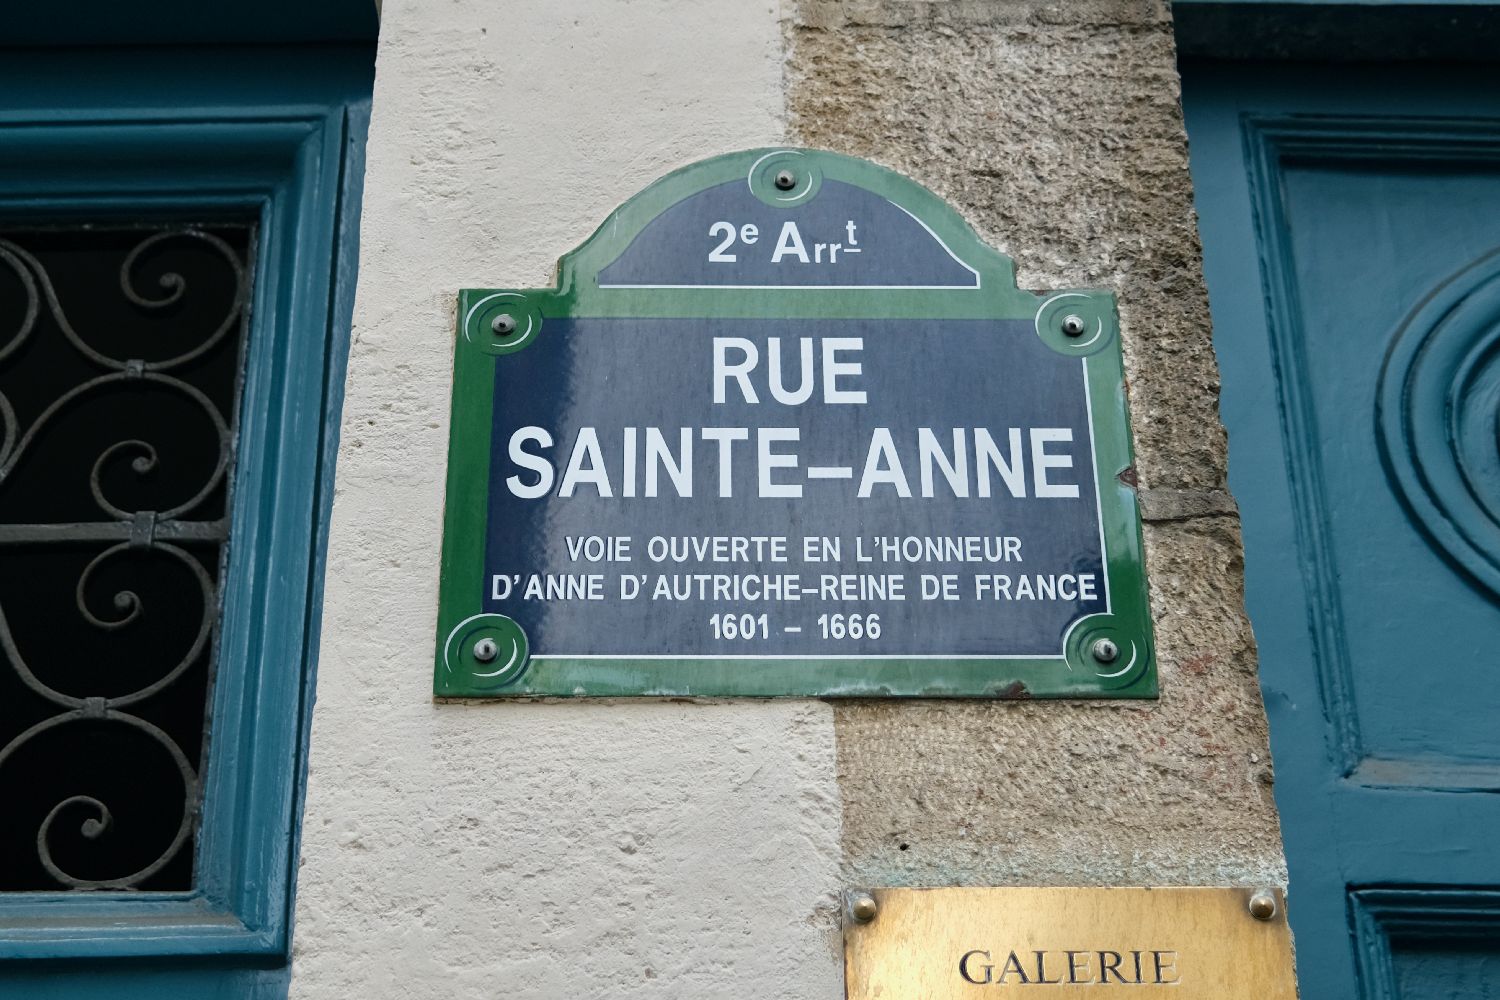 2e Arrt
RUE
SAINTE-ANNE
VOIE OUVERTE EN L'HONNEUR
D'ANNE D'AUTRICHE-REINE DE FRANCE
1601 - 1666
GALERIE